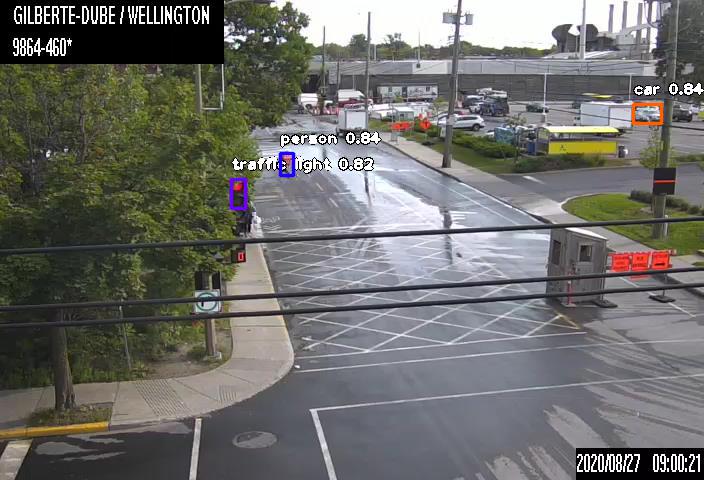 GILBERTE-DUBE / WELLINGTON
9864-460*
car 0.84
person 0.84
traffic light 0.82
P
2020/08/27 09:00:21